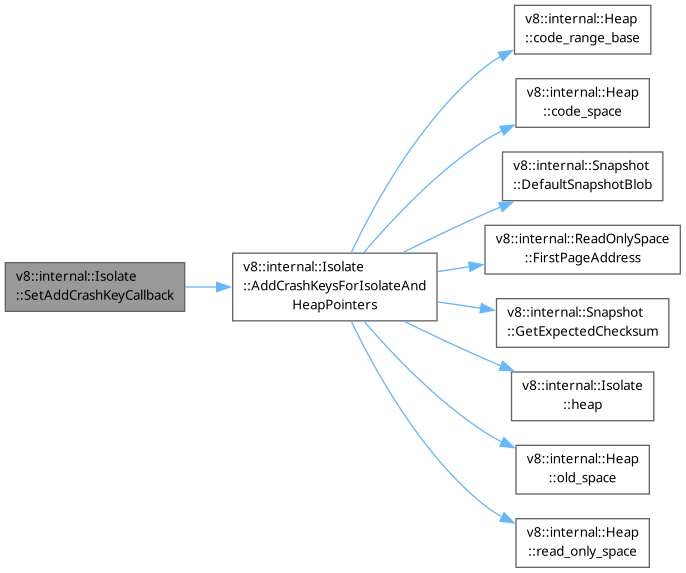 v8::internal::Isolate
::SetAddCrashKeyCallback
v8::internal::Isolate
::AddCrashKeysForIsolateAnd
HeapPointers
v8::internal::Heap
::code_range_base
v8::internal::Heap
::code_space
v8::internal::Snapshot
::DefaultSnapshotBlob
v8::internal::ReadOnlySpace
::FirstPageAddress
v8::internal::Snapshot
::GetExpectedChecksum
v8::internal::Isolate
::heap
v8::internal::Heap
::old_space
v8::internal::Heap
::read_only_space